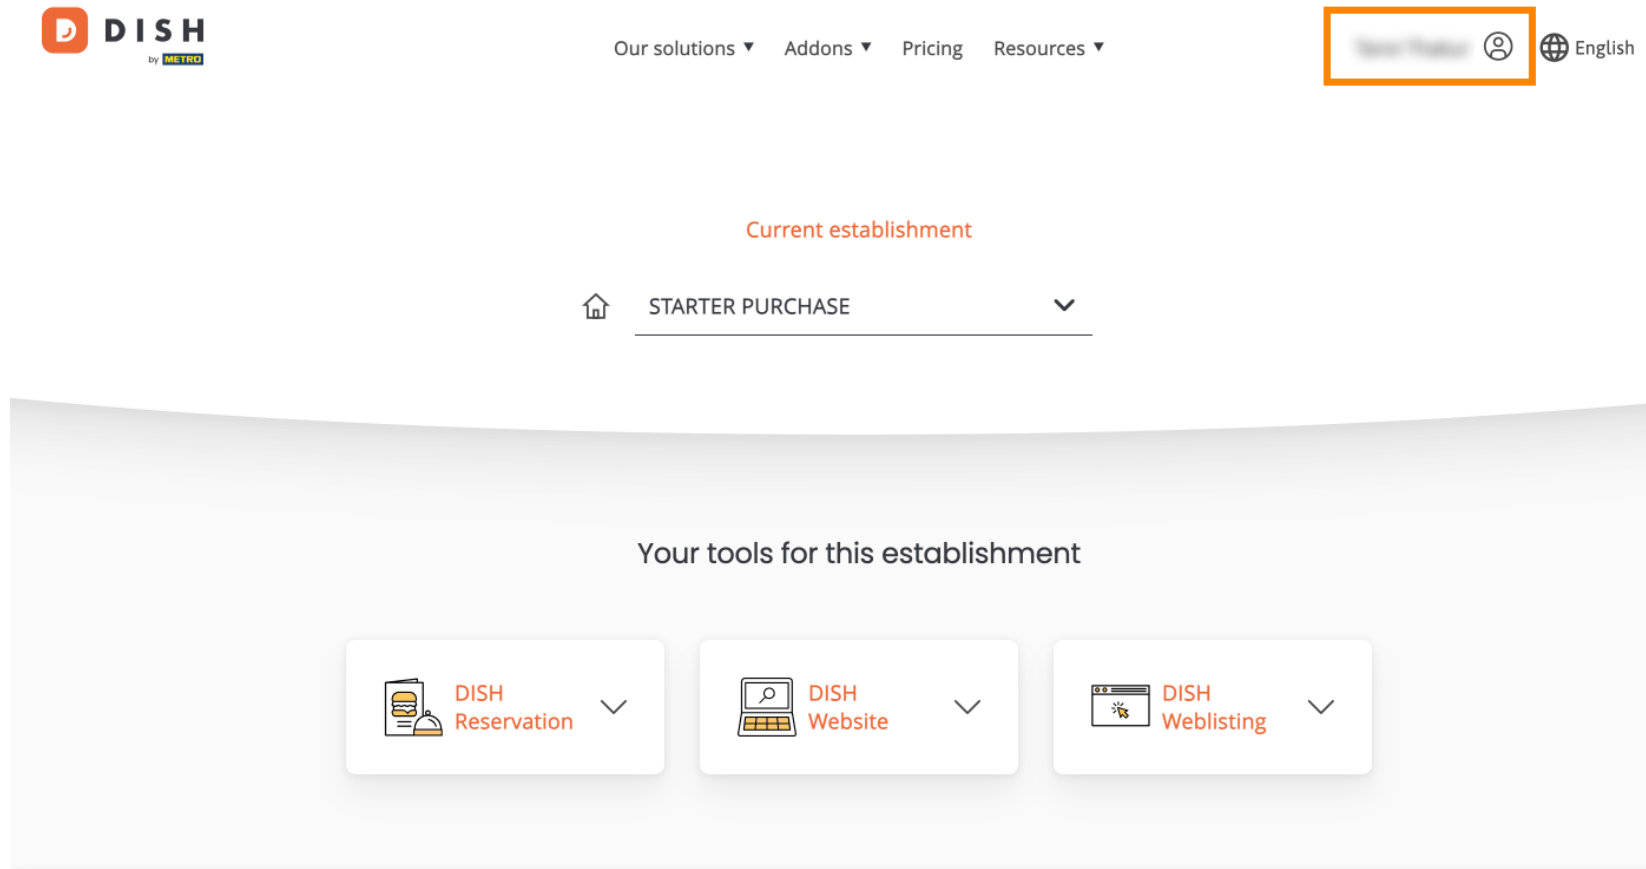 DISH
by METRO
Our solutions ▼ Addons ▼ Pricing Resources ▼
English
Current establishment
STARTER PURCHASE
Your tools for this establishment
DISH
Reservation
DISH
Website
DISH
Weblisting